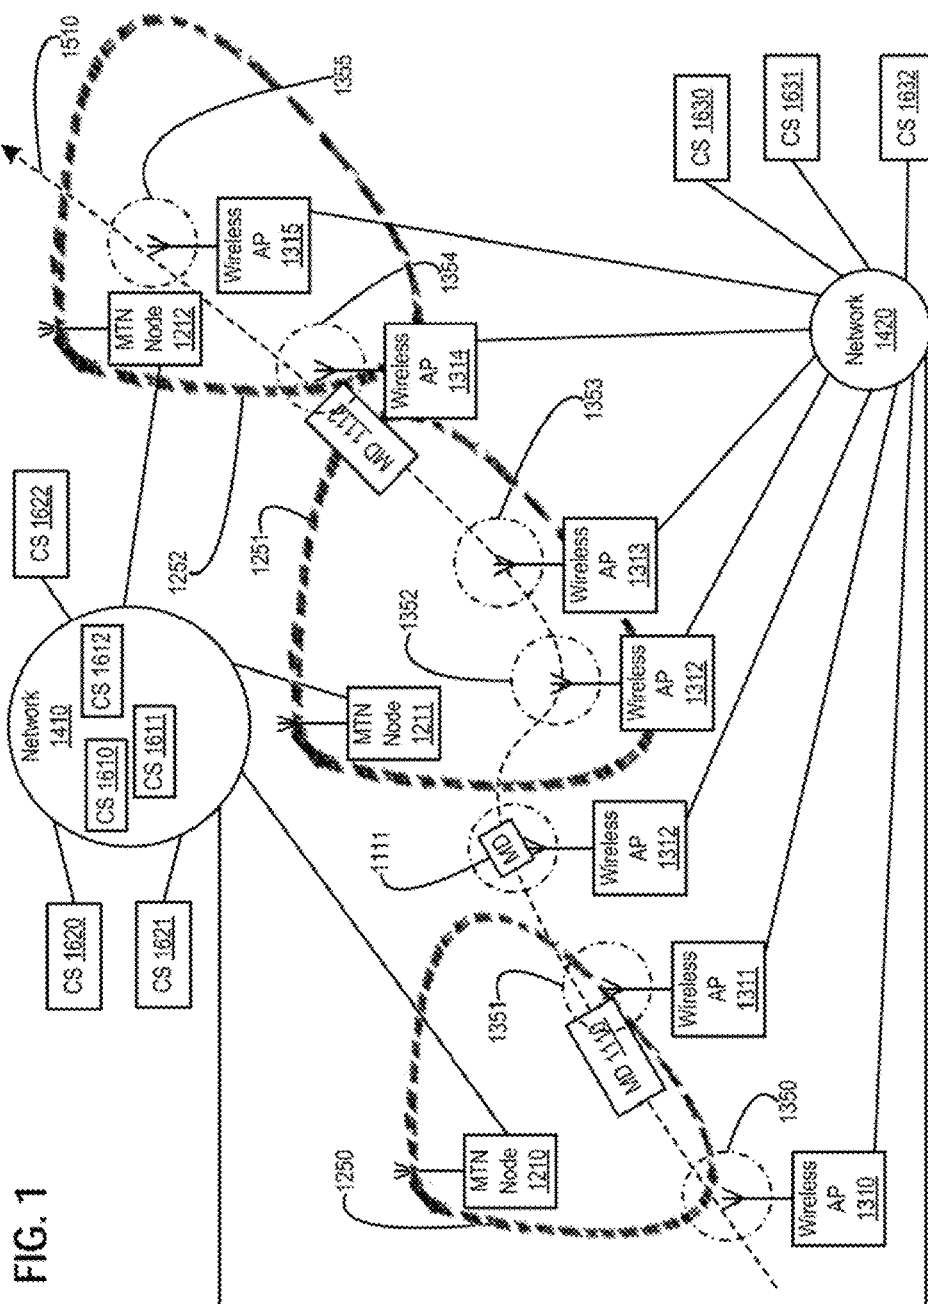 FIG. 1
CS 1620
CS 1621
Network
1410
CS 1610
CS 1611
CS 1612
CS 1622
1252
1251
1510
1355
MTN
Node
1212
Wireless
AP
1315
1250
MTN
Node
1210
1351
1111
MD
MTN
Node
1211
1352
MD 1112
1354
Wireless
AP
1314
1353
MD 1110
Wireless
AP
1313
Wireless
AP
1312
Wireless
AP
1312
Wireless
AP
1311
1350
Wireless
AP
1310
Network
1420
CS 1630
CS 1631
CS 1632